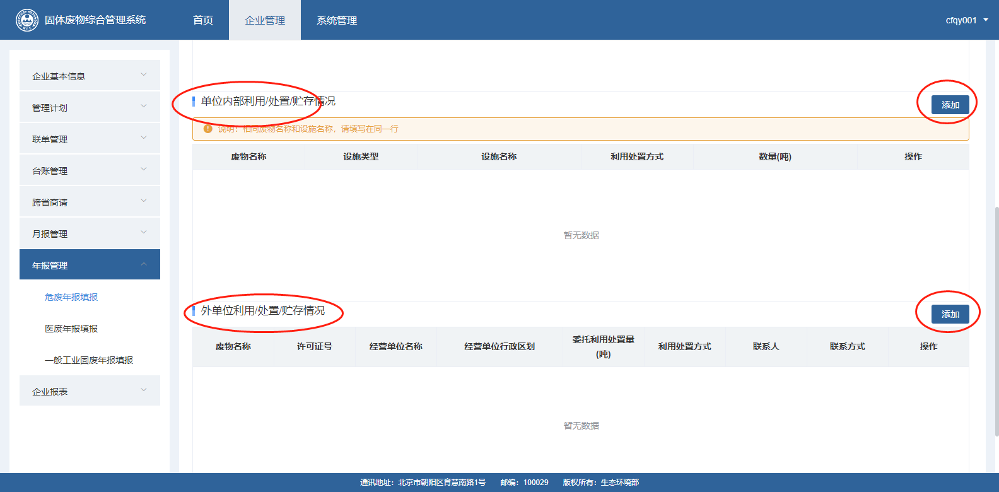 固体废物综合管理系统
首页
企业管理
系统管理
cfqy001
企业基本信息
管理计划
联单管理
台账管理
跨省商请
月报管理
年报管理
危废年报填报
医废年报填报
一般工业固废年报填报
企业报表
单位内部利用/处置/贮存情况
添加
说明：相同废物名称和设施名称，请填写在同一行
废物名称 设施类型 设施名称 利用处置方式 数量(吨) 操作
暂无数据
外单位利用/处置/贮存情况
添加
废物名称 许可证号 经营单位名称 经营单位行政区划 委托利用处置量(吨) 利用处置方式 联系人 联系方式 操作
暂无数据
通讯地址：北京市朝阳区育慧南路1号 邮编：100029 版权所有：生态环境部